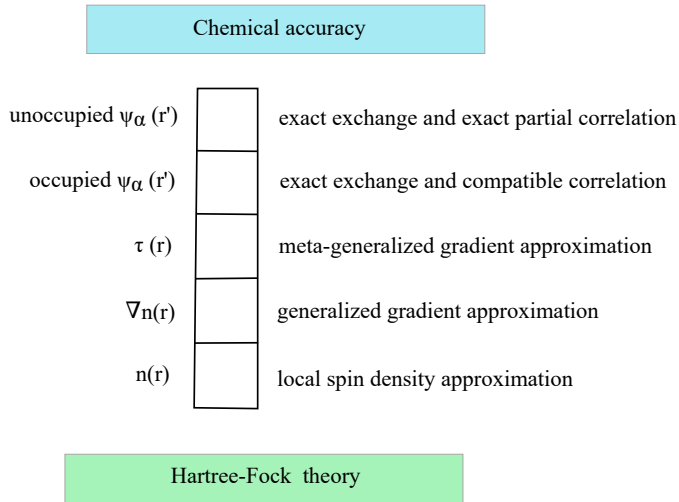 Chemical accuracy
unoccupied ψα (r') exact exchange and exact partial correlation
occupied ψα (r') exact exchange and compatible correlation
τ (r) meta-generalized gradient approximation
∇n(r) generalized gradient approximation
n(r) local spin density approximation
Hartree-Fock theory